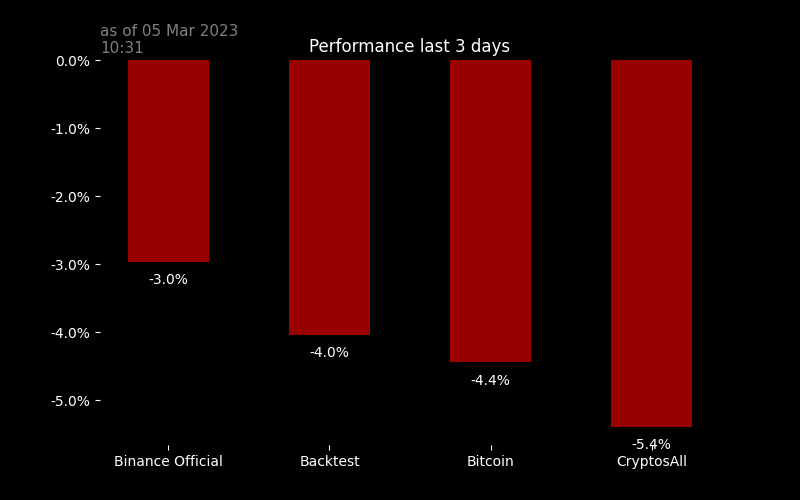 as of 05 Mar 2023
10:31
Performance last 3 days
0.0%
-1.0%
-2.0%
-3.0%
-4.0%
-5.0%
-3.0%
-4.0%
-4.4%
-5.4%
Binance Official
Backtest
Bitcoin
CryptosAll